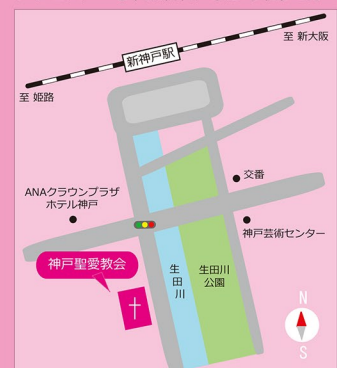 新神戸駅
至 新大阪
至 姫路
交番
ANAクラウンプラザ
ホテル神戸
神戸芸術センター
神戸聖愛教会
生田川
生田川
公園
N
S